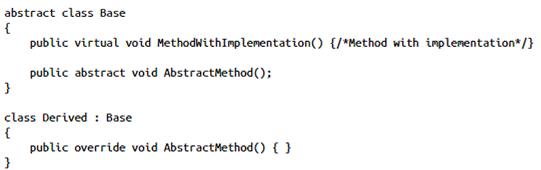 abstract class Base
{
    public virtual void MethodWithImplementation() {/*Method with implementation*/}
    public abstract void AbstractMethod();
}
class Derived : Base
{
    public override void AbstractMethod() { }
}